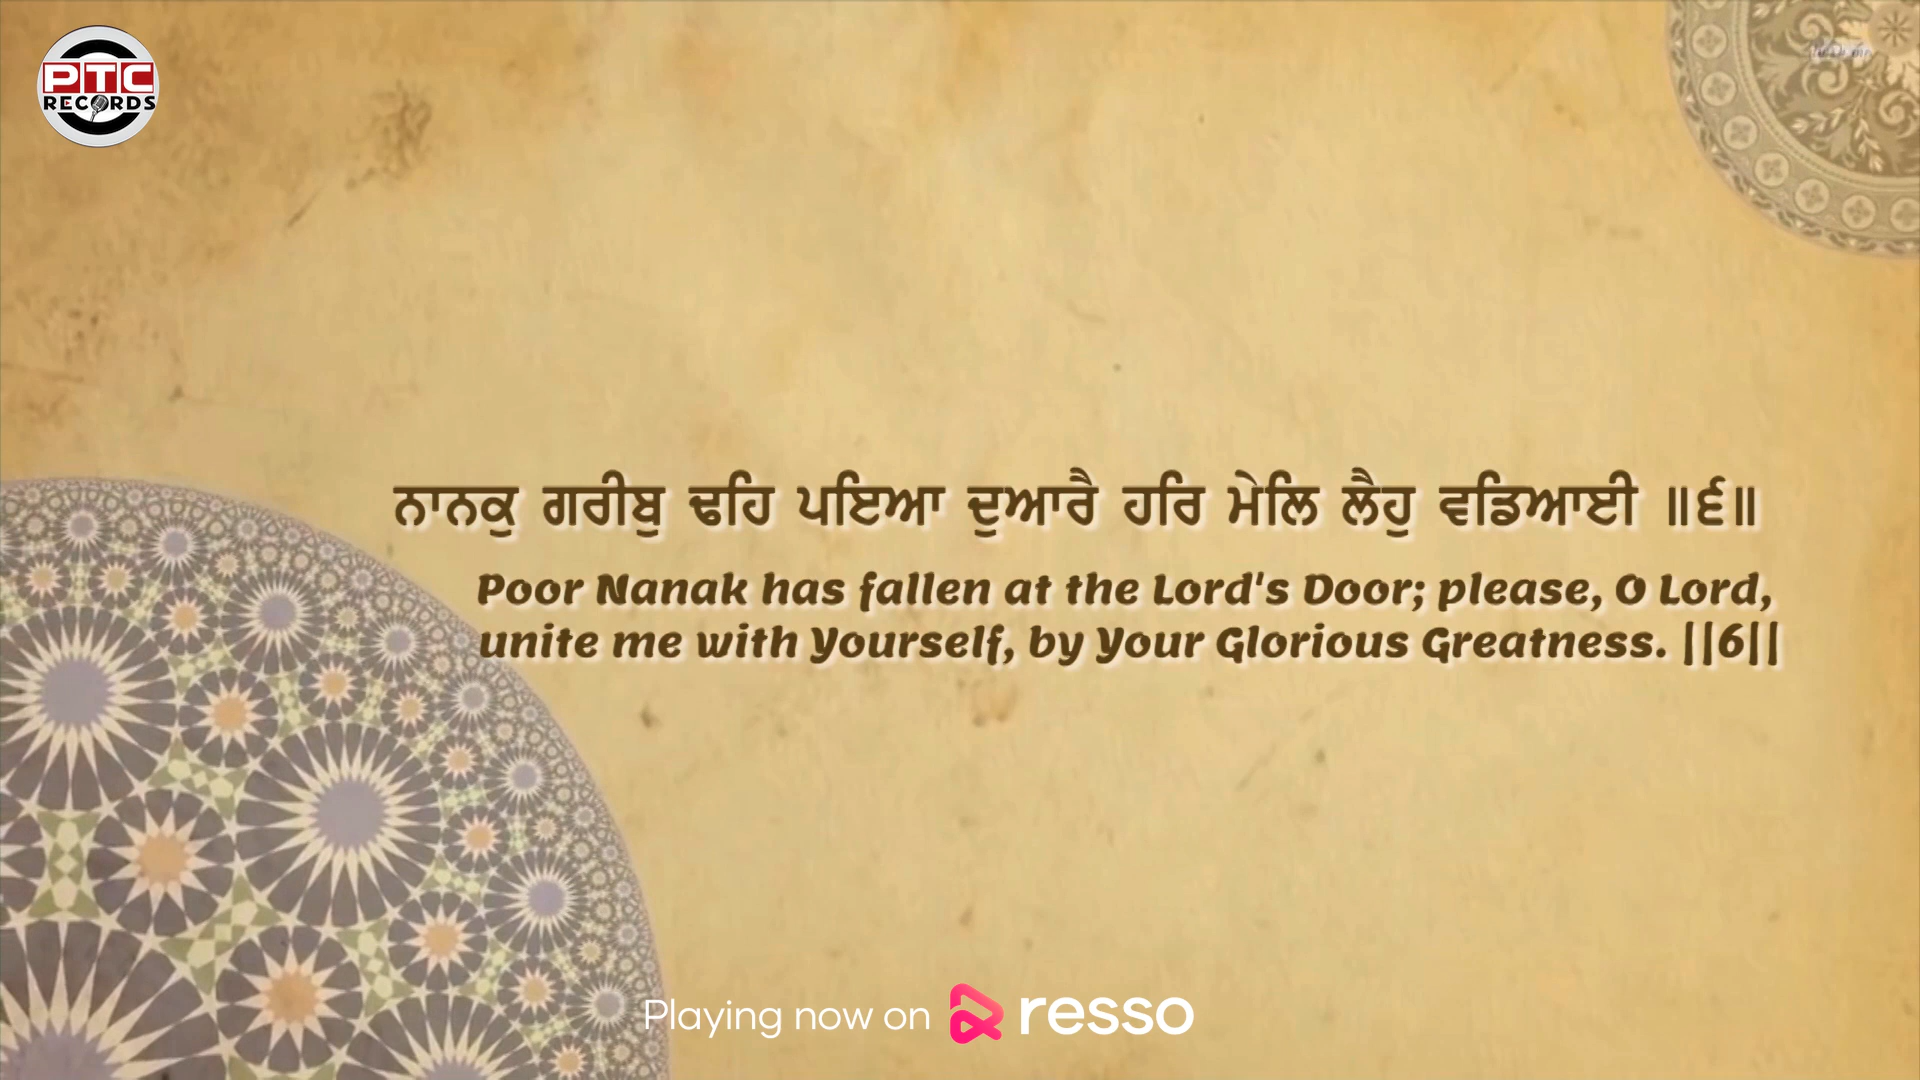 PTC
RECORDS
ਨਾਨਕੁ ਗਰੀਬੁ ਢਹਿ ਪਇਆ ਦੁਆਰੈ ਹਰਿ ਮੇਲਿ ਲੈਹੁ ਵਡਿਆਈ ॥੬॥
Poor Nanak has fallen at the Lord's Door; please, O Lord,
unite me with Yourself, by Your Glorious Greatness. ||6||
Playing now on resso